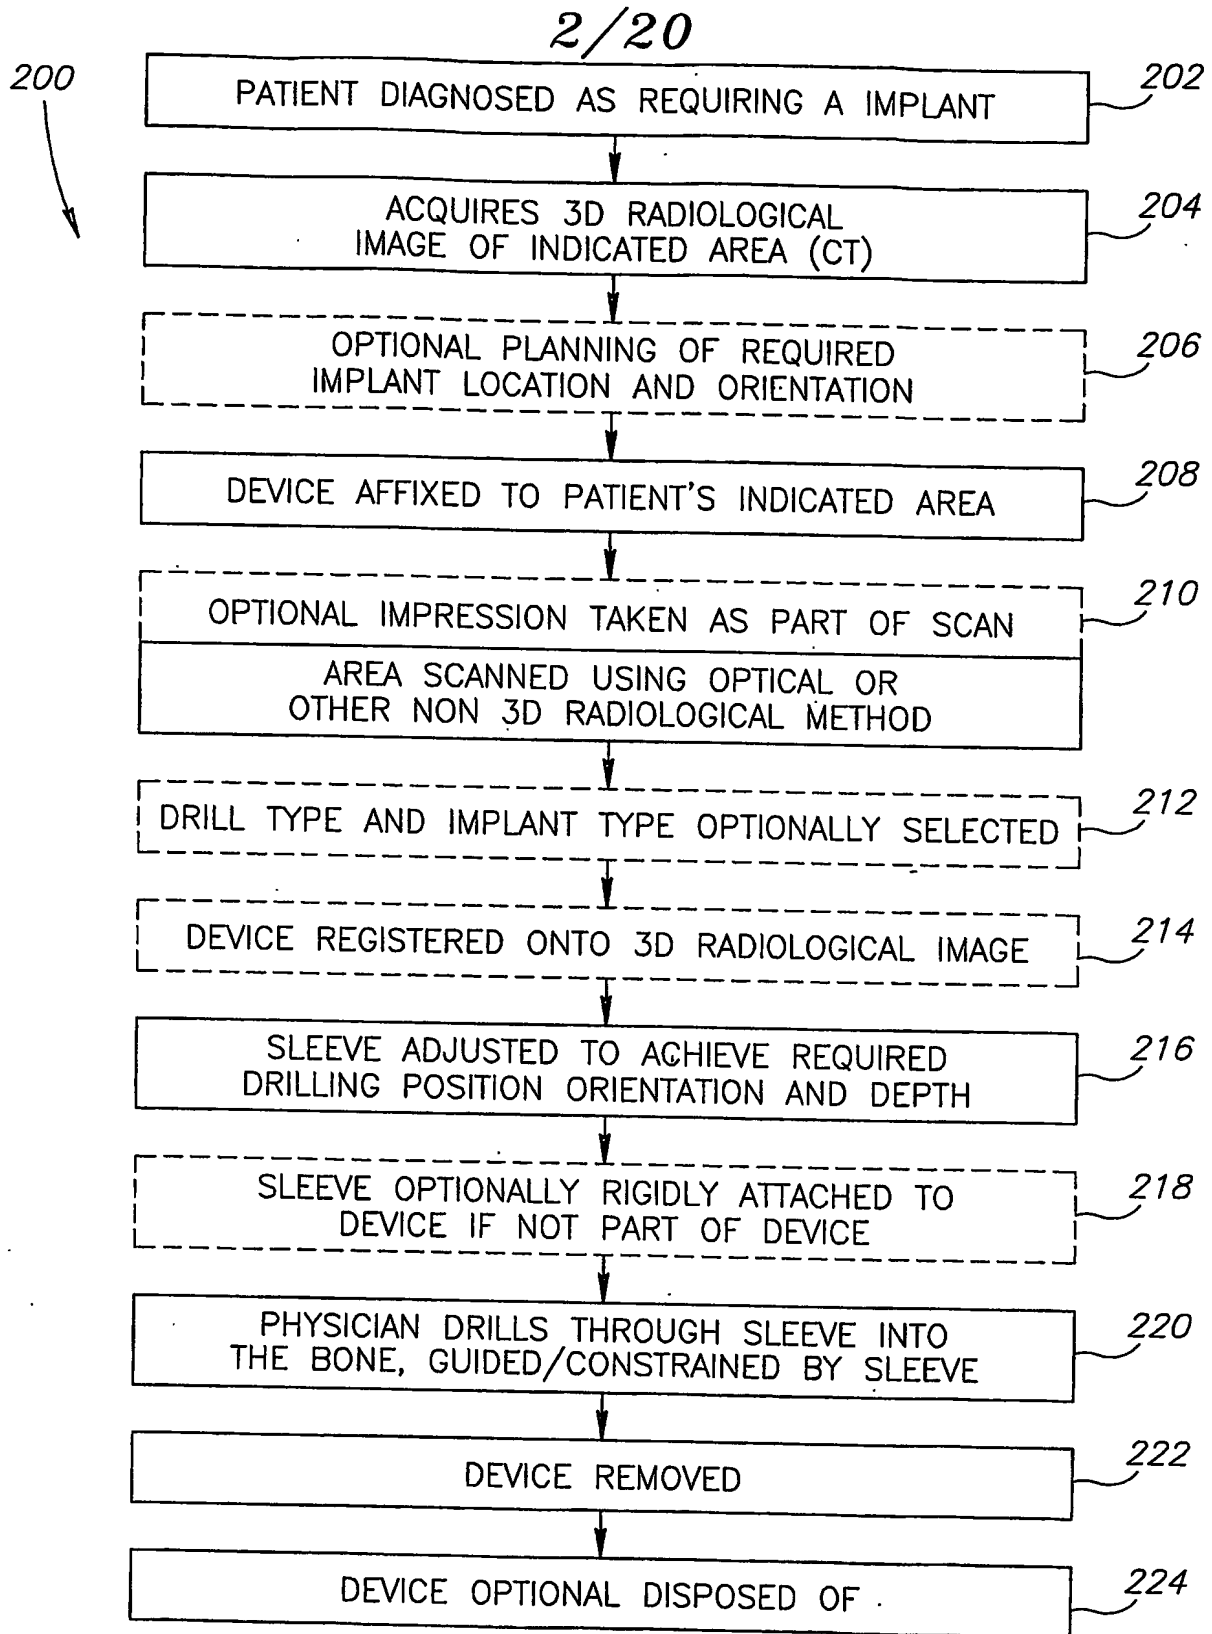 2/20
200
PATIENT DIAGNOSED AS REQUIRING A IMPLANT
202
ACQUIRES 3D RADIOLOGICAL
IMAGE OF INDICATED AREA (CT)
204
OPTIONAL PLANNING OF REQUIRED
IMPLANT LOCATION AND ORIENTATION
206
DEVICE AFFIXED TO PATIENT'S INDICATED AREA
208
OPTIONAL IMPRESSION TAKEN AS PART OF SCAN
210
AREA SCANNED USING OPTICAL OR
OTHER NON 3D RADIOLOGICAL METHOD
DRILL TYPE AND IMPLANT TYPE OPTIONALLY SELECTED
212
DEVICE REGISTERED ONTO 3D RADIOLOGICAL IMAGE
214
SLEEVE ADJUSTED TO ACHIEVE REQUIRED
DRILLING POSITION ORIENTATION AND DEPTH
216
SLEEVE OPTIONALLY RIGIDLY ATTACHED TO
DEVICE IF NOT PART OF DEVICE
218
PHYSICIAN DRILLS THROUGH SLEEVE INTO
THE BONE, GUIDED/CONSTRAINED BY SLEEVE
220
DEVICE REMOVED
222
DEVICE OPTIONAL DISPOSED OF
224